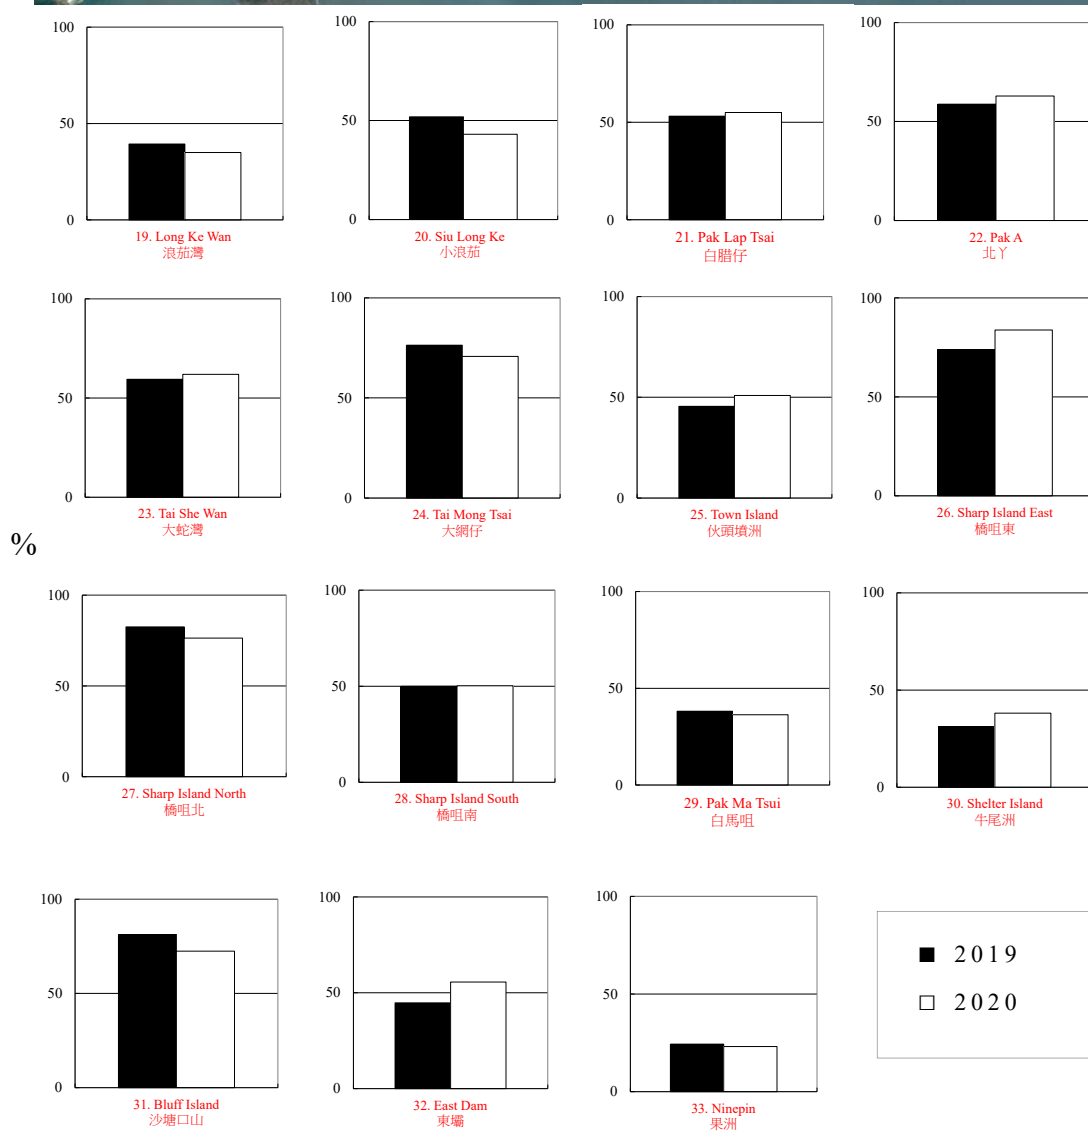 100
50
0
19. Long Ke Wan
浪茄灣
100
50
0
20. Siu Long Ke
小浪茄
100
50
0
21. Pak Lap Tsai
白腊仔
100
50
0
22. Pak A
北丫
100
50
0
23. Tai She Wan
大蛇灣
100
50
0
24. Tai Mong Tsai
大網仔
100
50
0
25. Town Island
伙頭墳洲
100
50
0
26. Sharp Island East
橋咀東
%
100
50
0
27. Sharp Island North
橋咀北
100
50
0
28. Sharp Island South
橋咀南
100
50
0
29. Pak Ma Tsui
白馬咀
100
50
0
30. Shelter Island
牛尾洲
100
50
0
31. Bluff Island
沙塘口山
100
50
0
32. East Dam
東壩
100
50
0
33. Ninepin
果洲
2019
2020